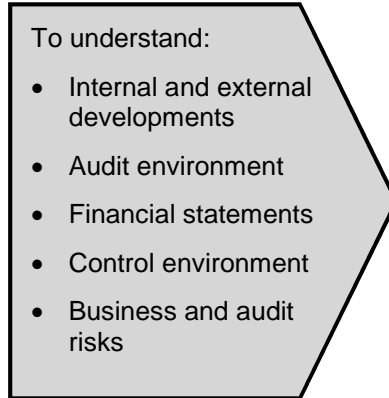 To understand:
• Internal and external
developments
• Audit environment
• Financial statements
• Control environment
• Business and audit
risks